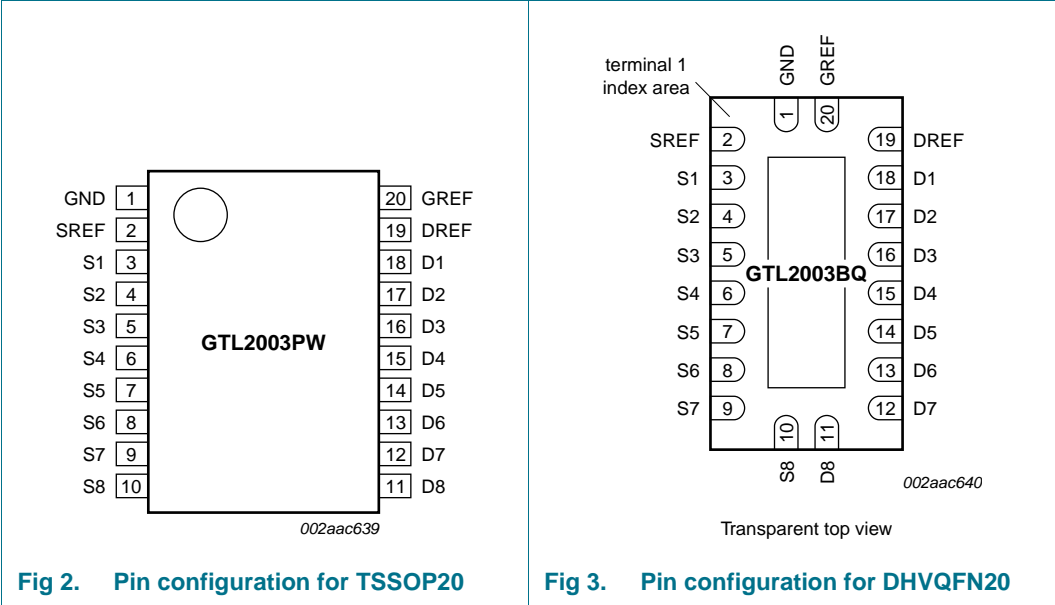 GND 1
SREF 2
S1 3
S2 4
S3 5
S4 6
S5 7
S6 8
S7 9
S8 10
GTL2003PW
20 GREF
19 DREF
18 D1
17 D2
16 D3
15 D4
14 D5
13 D6
12 D7
11 D8
002aac639
Fig 2. Pin configuration for TSSOP20
terminal 1
index area
GND
GREF
1
20
SREF 2
S1 3
S2 4
S3 5
S4 6
S5 7
S6 8
S7 9
GTL2003BQ
19 DREF
18 D1
17 D2
16 D3
15 D4
14 D5
13 D6
12 D7
10
11
S8
D8
002aac640
Transparent top view
Fig 3. Pin configuration for DHVQFN20